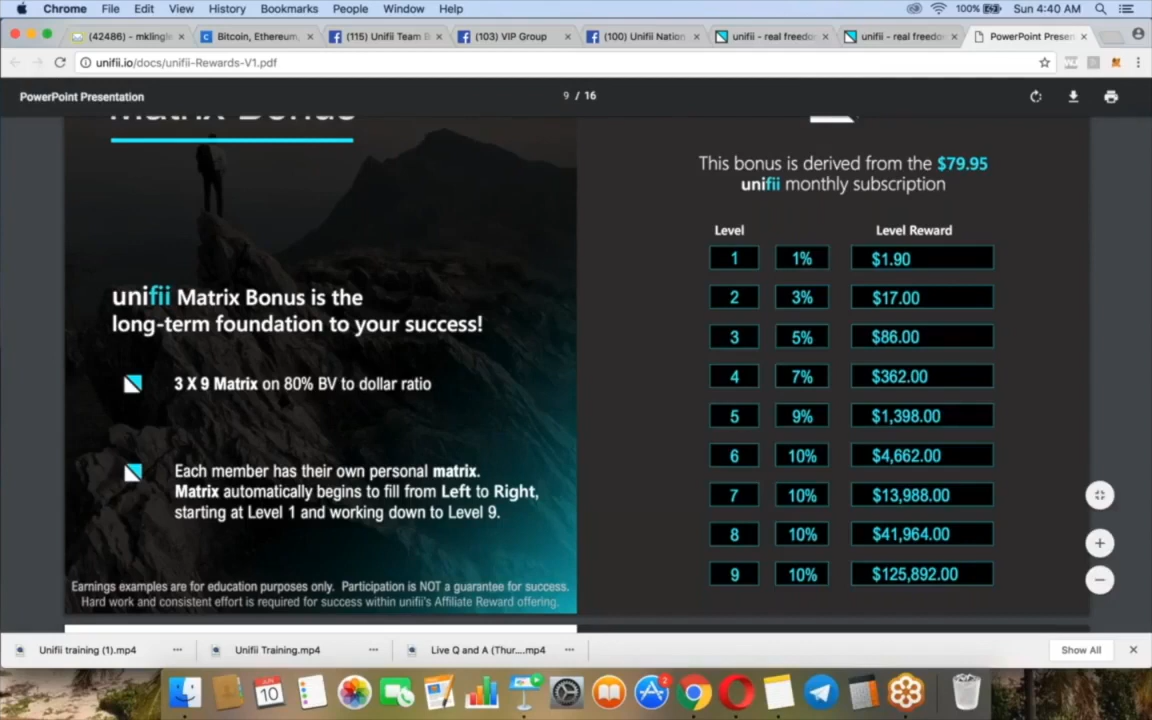 Chrome File Edit View History Bookmarks People Window Help 100% Sun 4:40 AM
(42486) - mklingle
Bitcoin, Ethereum,
(115) Unifii Team B
(103) VIP Group
(100) Unifii Nation
unifii - real freedo
unifii - real freedo
PowerPoint Presen
unifii.io/docs/unifii-Rewards-V1.pdf
PowerPoint Presentation
9 / 16
Matrix Bonus
unifii Matrix Bonus is the
long-term foundation to your success!
3 X 9 Matrix on 80% BV to dollar ratio
Each member has their own personal matrix.
Matrix automatically begins to fill from Left to Right,
starting at Level 1 and working down to Level 9.
Earnings examples are for education purposes only. Participation is NOT a guarantee for success.
Hard work and consistent effort is required for success within unifii's Affiliate Reward offering.
This bonus is derived from the $79.95
unifii monthly subscription
Level Level Reward
1 1% $1.90
2 3% $17.00
3 5% $86.00
4 7% $362.00
5 9% $1,398.00
6 10% $4,662.00
7 10% $13,988.00
8 10% $41,964.00
9 10% $125,892.00
Unifii training (1).mp4
Unifii Training.mp4
Live Q and A (Thur....mp4
Show All
JUN
10
2